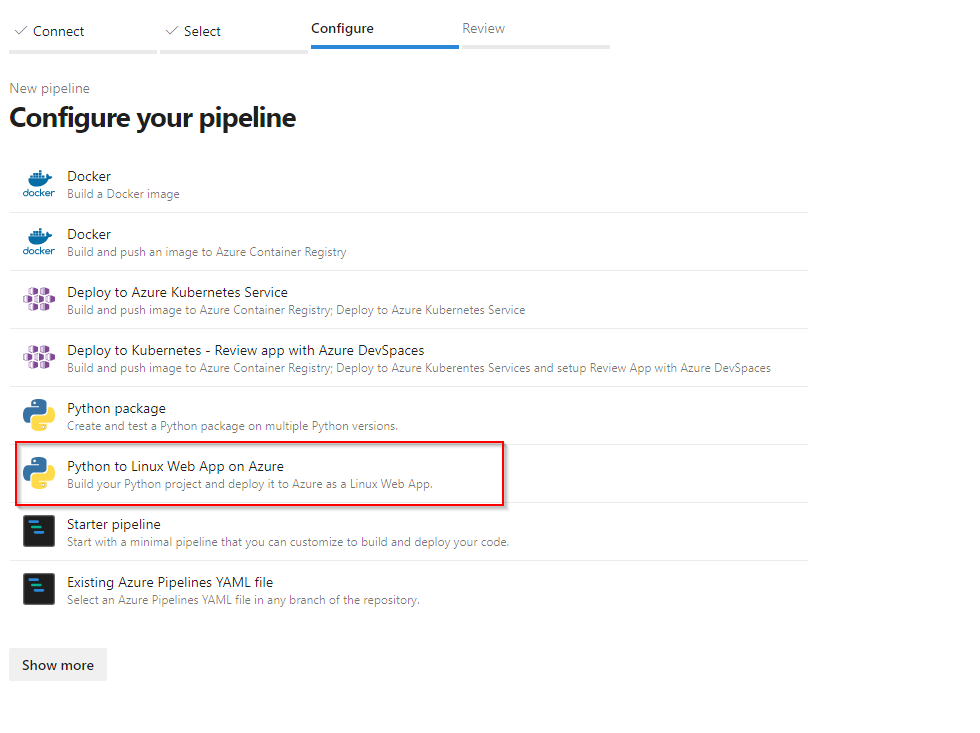 Connect
Select
Configure
Review
New pipeline
Configure your pipeline
docker
Docker
Build a Docker image
docker
Docker
Build and push an image to Azure Container Registry
Deploy to Azure Kubernetes Service
Build and push image to Azure Container Registry; Deploy to Azure Kubernetes Service
Deploy to Kubernetes - Review app with Azure DevSpaces
Build and push image to Azure Container Registry; Deploy to Azure Kuberentes Services and setup Review App with Azure DevSpaces
Python package
Create and test a Python package on multiple Python versions.
Python to Linux Web App on Azure
Build your Python project and deploy it to Azure as a Linux Web App.
Starter pipeline
Start with a minimal pipeline that you can customize to build and deploy your code.
Existing Azure Pipelines YAML file
Select an Azure Pipelines YAML file in any branch of the repository.
Show more